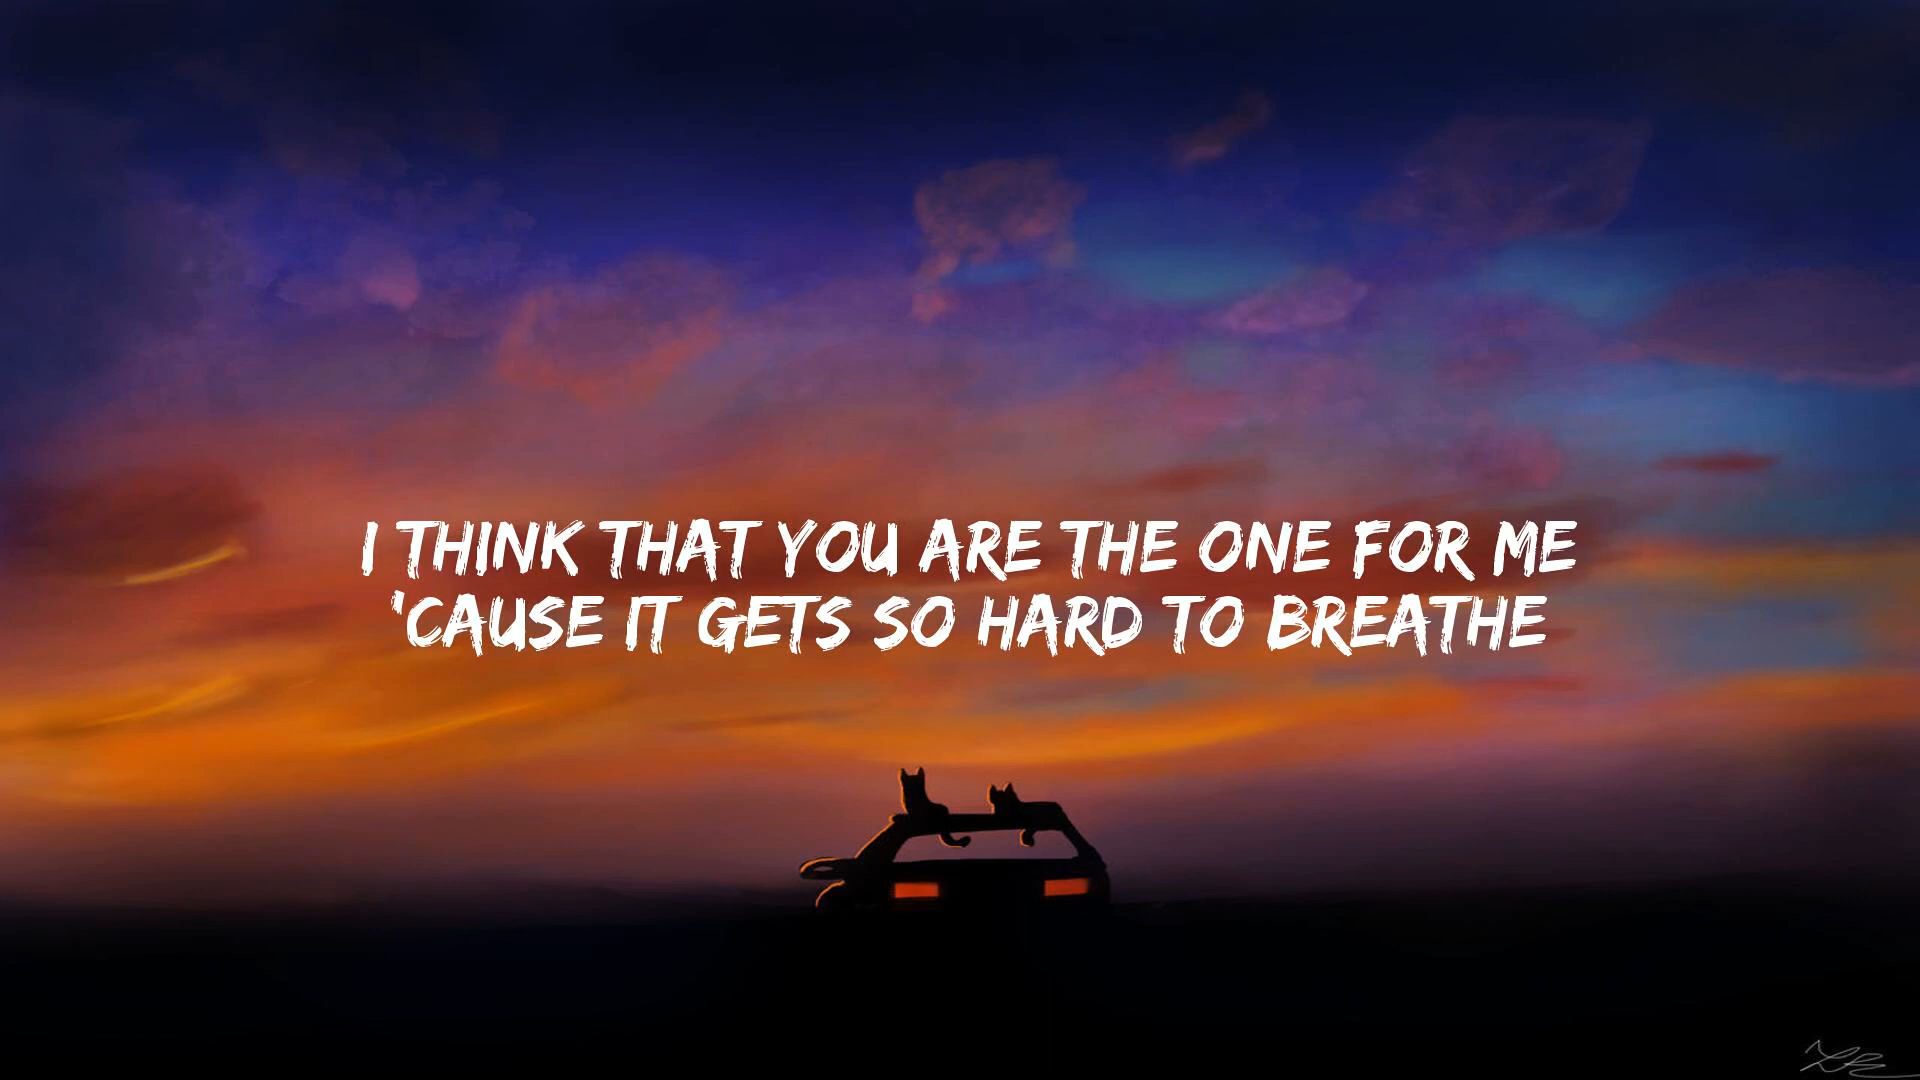 I THINK THAT YOU ARE THE ONE FOR ME
'CAUSE IT GETS SO HARD TO BREATHE